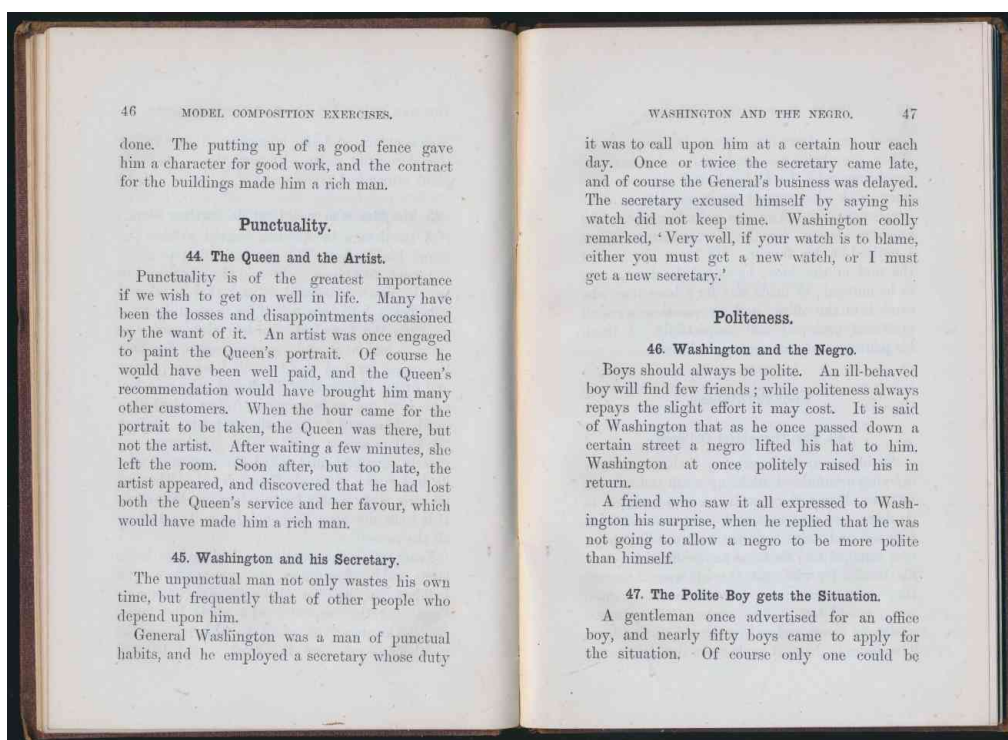 46 MODEL COMPOSITION EXERCISES.
done. The putting up of a good fence gave
him a character for good work, and the contract
for the buildings made him a rich man.
Punctuality.
44. The Queen and the Artist.
Punctuality is of the greatest importance
if we wish to get on well in life. Many have
been the losses and disappointments occasioned
by the want of it. An artist was once engaged
to paint the Queen's portrait. Of course he
would have been well paid, and the Queen's
recommendation would have brought him many
other customers. When the hour came for the
portrait to be taken, the Queen was there, but
not the artist. After waiting a few minutes, she
left the room. Soon after, but too late, the
artist appeared, and discovered that he had lost
both the Queen's service and her favour, which
would have made him a rich man.
45. Washington and his Secretary.
The unpunctual man not only wastes his own
time, but frequently that of other people who
depend upon him.
General Washington was a man of punctual
habits, and he employed a secretary whose duty
WASHINGTON AND THE NEGRO. 47
it was to call upon him at a certain hour each
day. Once or twice the secretary came late,
and of course the General's business was delayed.
The secretary excused himself by saying his
watch did not keep time. Washington coolly
remarked, ‘Very well, if your watch is to blame,
either you must get a new watch, or I must
get a new secretary.’
Politeness.
46. Washington and the Negro.
Boys should always be polite. An ill-behaved
boy will find few friends; while politeness always
repays the slight effort it may cost. It is said
of Washington that as he once passed down a
certain street a negro lifted his hat to him.
Washington at once politely raised his in
return.
A friend who saw it all expressed to Wash-
ington his surprise, when he replied that he was
not going to allow a negro to be more polite
than himself.
47. The Polite Boy gets the Situation.
A gentleman once advertised for an office
boy, and nearly fifty boys came to apply for
the situation. Of course only one could be